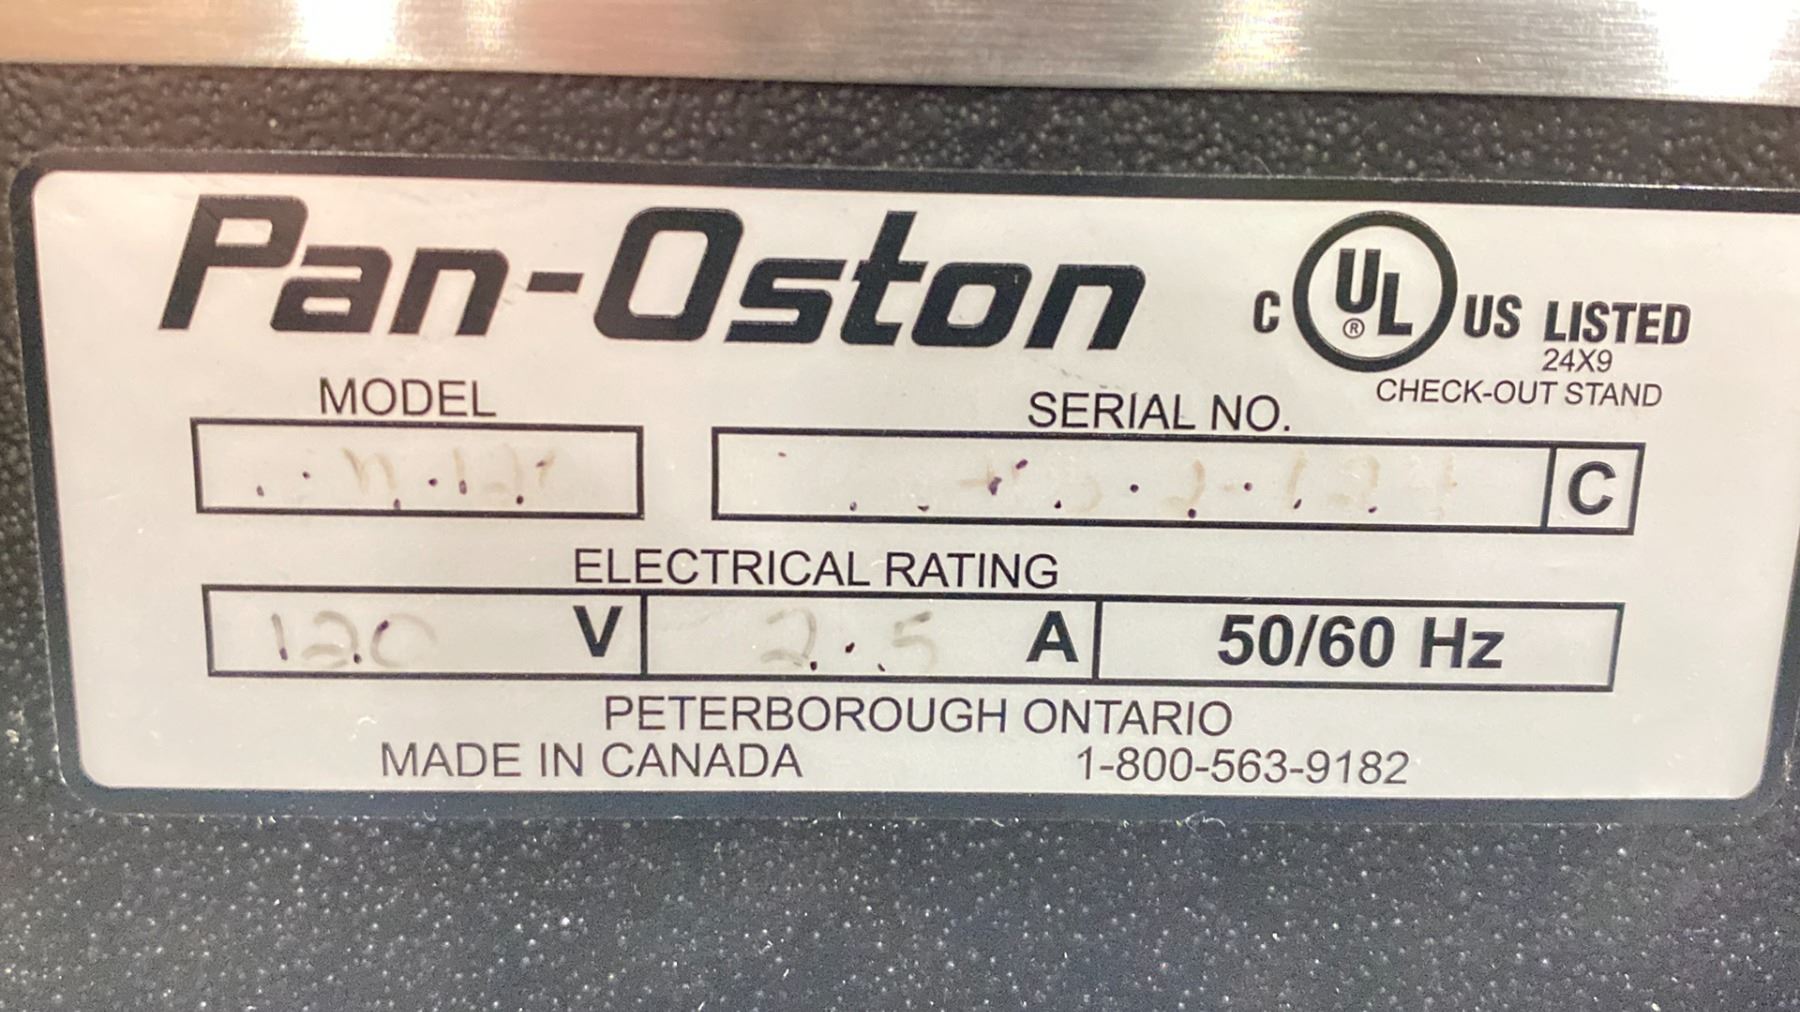 Pan-Oston
C UL ® US LISTED
24X9
CHECK-OUT STAND
MODEL SERIAL NO.
C
ELECTRICAL RATING
120 V 2.5 A 50/60 Hz
PETERBOROUGH ONTARIO
MADE IN CANADA 1-800-563-9182